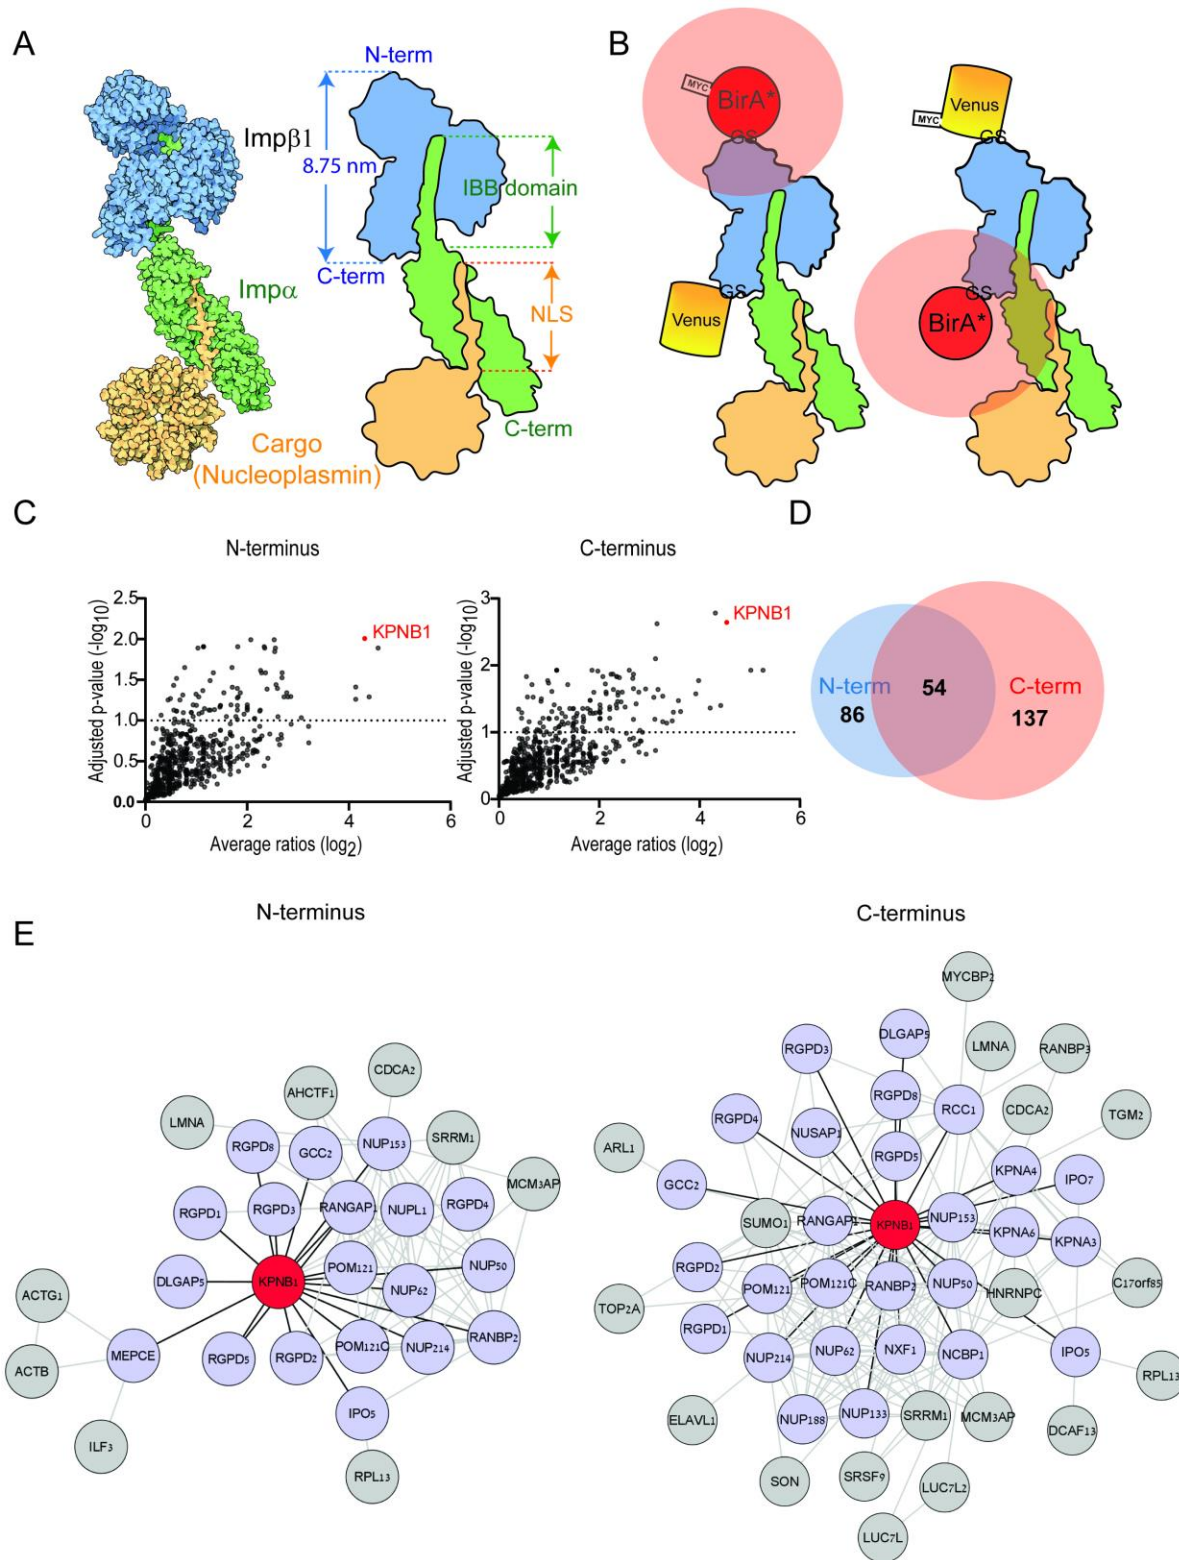 A
N-term
Impβ1
8.75 nm
IBB domain
C-term
Impα
NLS
Cargo
(Nucleoplasmin)
C-term
B
MYC
BirA*
GS
GS
Venus
Venus
MYC
GS
GS
BirA*
C
N-terminus
Adjusted p-value (-log10)
2.5
2.0
1.5
1.0
0.5
0.0
KPNB1
0
2
4
6
Average ratios (log2)
C-terminus
Adjusted p-value (-log10)
3
2
1
0
KPNB1
0
2
4
6
Average ratios (log2)
D
N-term
86
54
C-term
137
E
N-terminus
CDCA2
AHCTF1
LMNA
NUP153
SRRM1
RGPD8
GCC2
MCM3AP
RGPD1
RGPD3
RANGAP1
NUPL1
RGPD4
DLGAP5
KPNB1
POM121
NUP50
NUP62
ACTG1
RANBP2
MEPCE
RGPD5
RGPD2
POM121C
NUP214
ACTB
IPO5
ILF3
RPL13
C-terminus
MYCBP2
DLGAP5
RGPD3
LMNA
RANBP3
RGPD8
RCC1
CDCA2
TGM2
RGPD4
NUSAP1
ARL1
RGPD5
KPNA4
GCC2
IPO7
SUMO1
RANGAP1
KPNB1
NUP153
KPNA6
KPNA3
RGPD2
POM121
POM121C
RANBP2
NUP50
HNRNPC
C17orf85
TOP2A
RGPD1
NUP214
NUP62
NXF1
NCBP1
IPO5
RPL13
ELAVL1
NUP188
NUP133
SRRM1
MCM3AP
DCAF13
SON
SRSF9
LUC7L2
LUC7L